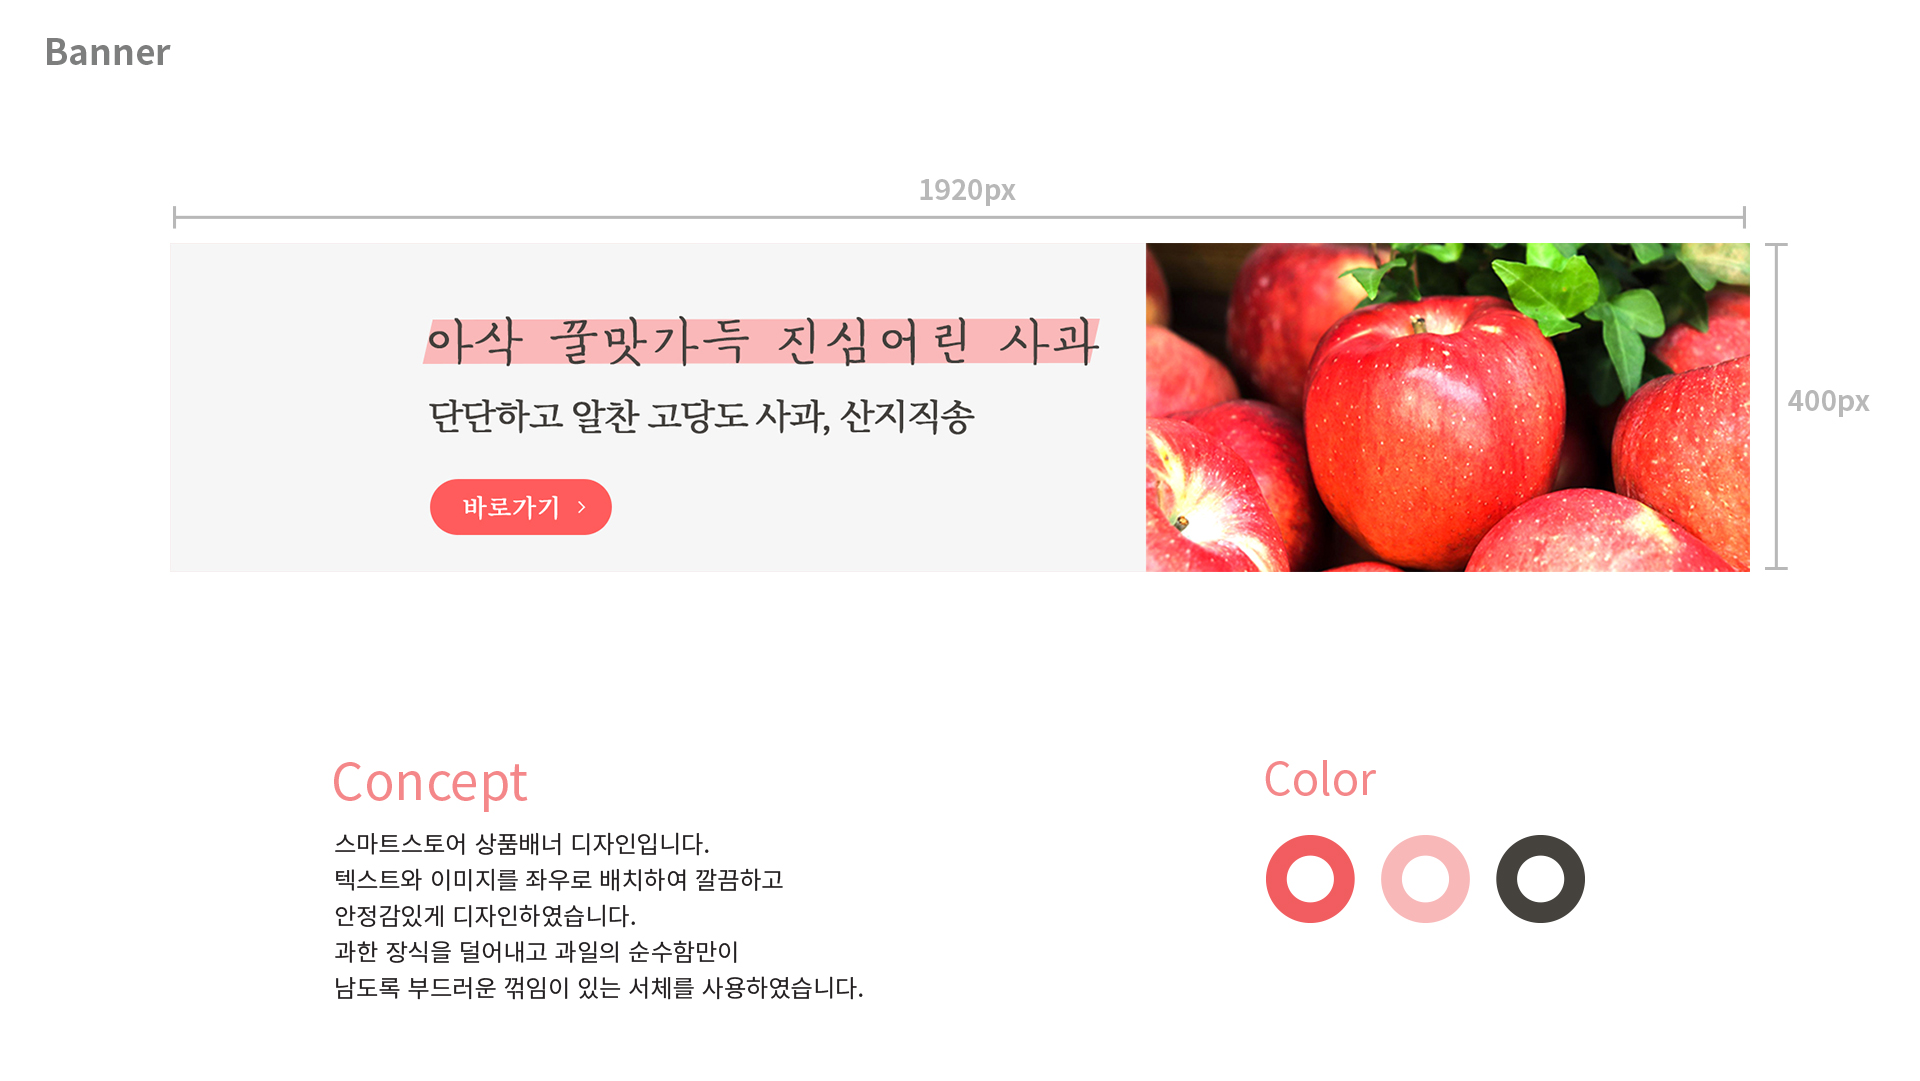 Banner
1920px
아삭 꿀맛가득 진심어린 사과
단단하고 알찬 고당도 사과, 산지직송
바로가기 >
400px
Concept
스마트스토어 상품배너 디자인입니다.
텍스트와 이미지를 좌우로 배치하여 깔끔하고
안정감있게 디자인하였습니다.
과한 장식을 덜어내고 과일의 순수함만이
남도록 부드러운 꺾임이 있는 서체를 사용하였습니다.
Color